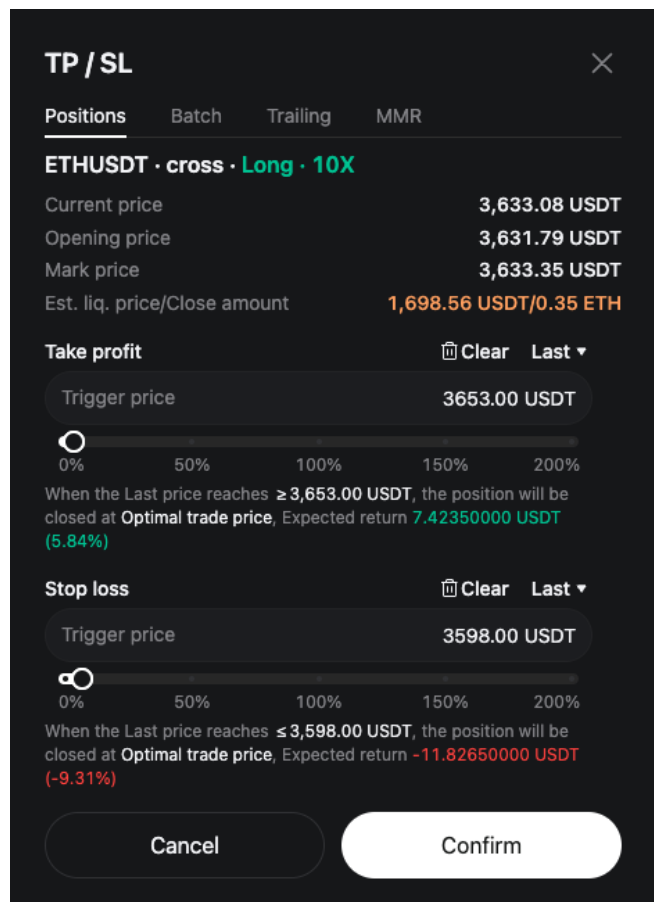 TP / SL
Positions Batch Trailing MMR
ETHUSDT · cross · Long · 10X
Current price 3,633.08 USDT
Opening price 3,631.79 USDT
Mark price 3,633.35 USDT
Est. liq. price/Close amount 1,698.56 USDT/0.35 ETH
Take profit Clear Last ▾
Trigger price 3653.00 USDT
0% 50% 100% 150% 200%
When the Last price reaches ≥3,653.00 USDT, the position will be
closed at Optimal trade price, Expected return 7.42350000 USDT
(5.84%)
Stop loss Clear Last ▾
Trigger price 3598.00 USDT
0% 50% 100% 150% 200%
When the Last price reaches ≤3,598.00 USDT, the position will be
closed at Optimal trade price, Expected return -11.82650000 USDT
(-9.31%)
Cancel Confirm